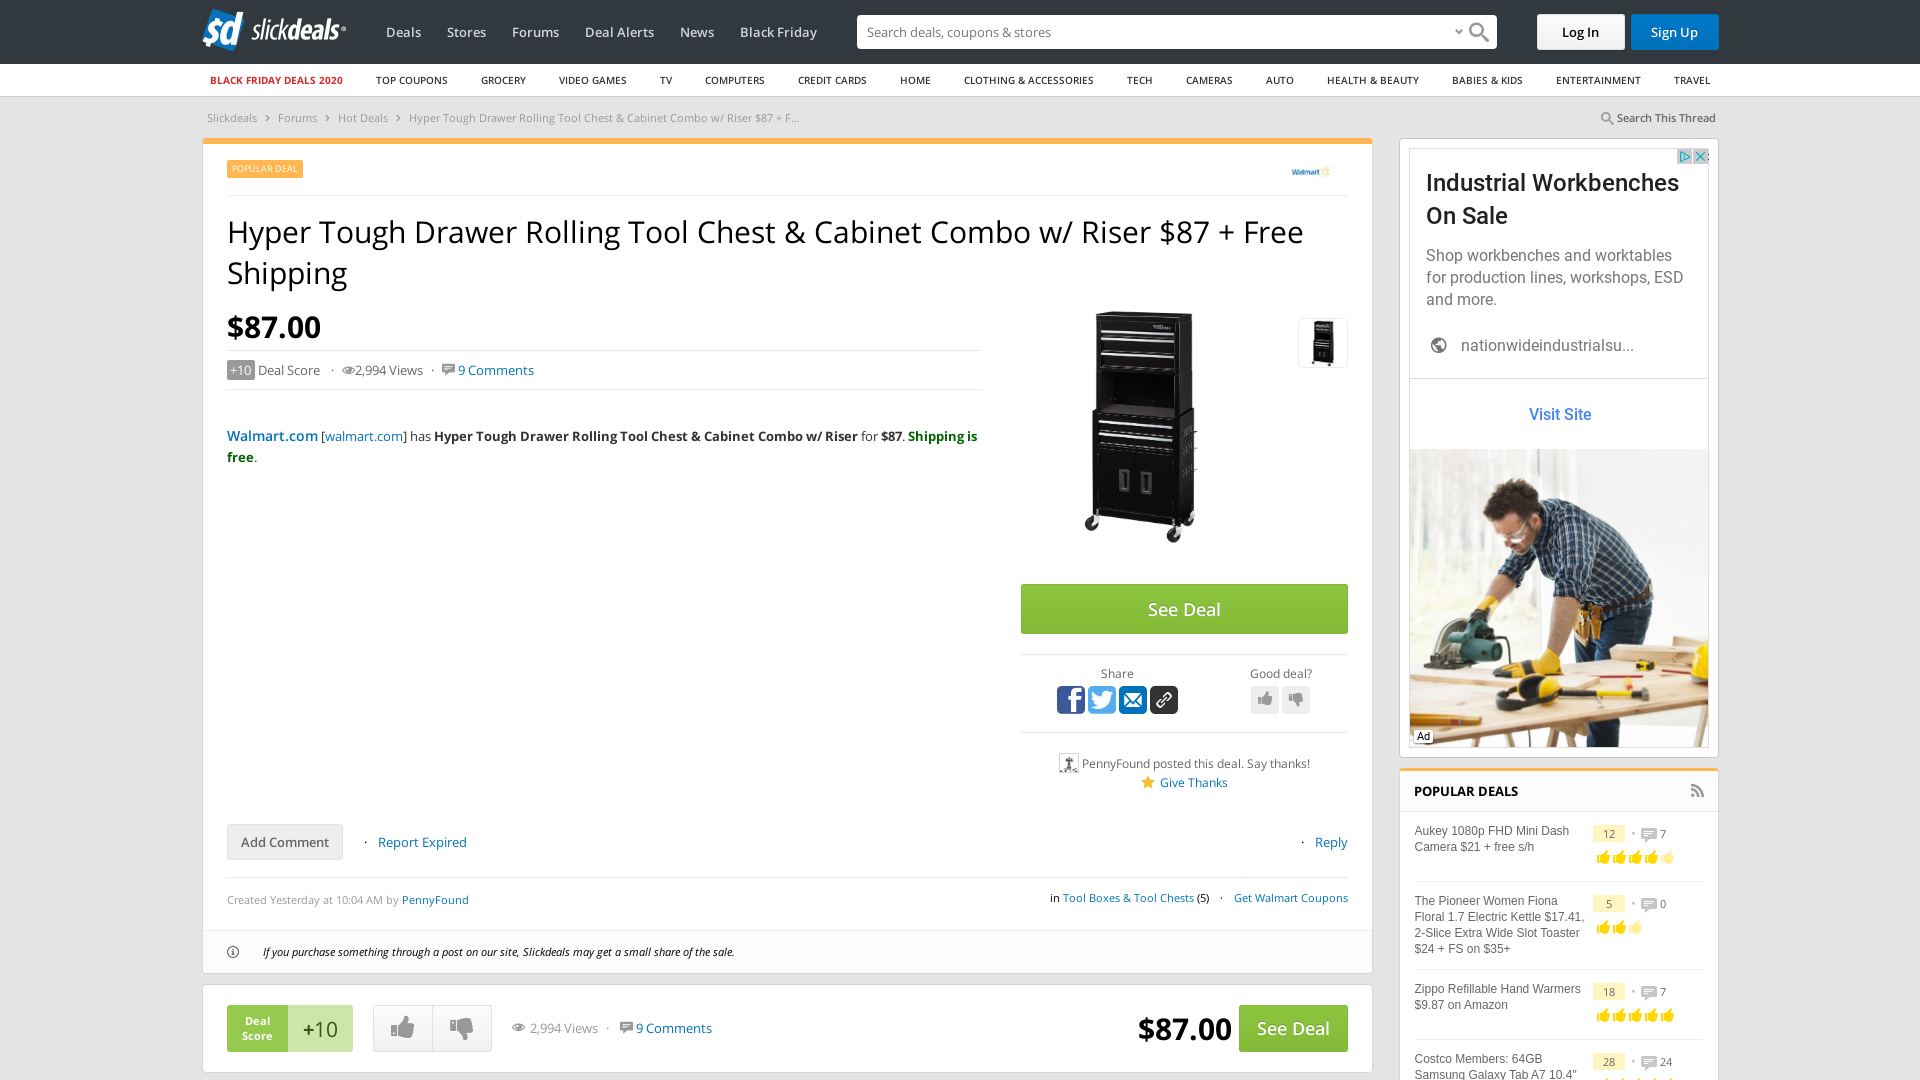 sd slickdeals
Deals
Stores
Forums
Deal Alerts
News
Black Friday
Search deals, coupons & stores
Log In
Sign Up
BLACK FRIDAY DEALS 2020
TOP COUPONS
GROCERY
VIDEO GAMES
TV
COMPUTERS
CREDIT CARDS
HOME
CLOTHING & ACCESSORIES
TECH
CAMERAS
AUTO
HEALTH & BEAUTY
BABIES & KIDS
ENTERTAINMENT
TRAVEL
Slickdeals > Forums > Hot Deals > Hyper Tough Drawer Rolling Tool Chest & Cabinet Combo w/ Riser $87 + F...
Search This Thread
POPULAR DEAL
Walmart
Hyper Tough Drawer Rolling Tool Chest & Cabinet Combo w/ Riser $87 + Free
Shipping
$87.00
+10 Deal Score · 2,994 Views · 9 Comments
Walmart.com [walmart.com] has Hyper Tough Drawer Rolling Tool Chest & Cabinet Combo w/ Riser for $87. Shipping is
free.
See Deal
Share
Good deal?
PennyFound posted this deal. Say thanks!
Give Thanks
Add Comment · Report Expired
· Reply
Created Yesterday at 10:04 AM by PennyFound
in Tool Boxes & Tool Chests (5) · Get Walmart Coupons
If you purchase something through a post on our site, Slickdeals may get a small share of the sale.
Deal
Score
+10
2,994 Views · 9 Comments
$87.00
See Deal
Industrial Workbenches
On Sale
Shop workbenches and worktables
for production lines, workshops, ESD
and more.
nationwideindustrialsu...
Visit Site
Ad
POPULAR DEALS
Aukey 1080p FHD Mini Dash
Camera $21 + free s/h
12 • 7
The Pioneer Women Fiona
Floral 1.7 Electric Kettle $17.41,
2-Slice Extra Wide Slot Toaster
$24 + FS on $35+
5 • 0
Zippo Refillable Hand Warmers
$9.87 on Amazon
18 • 7
Costco Members: 64GB
Samsung Galaxy Tab A7 10.4"
28 • 24